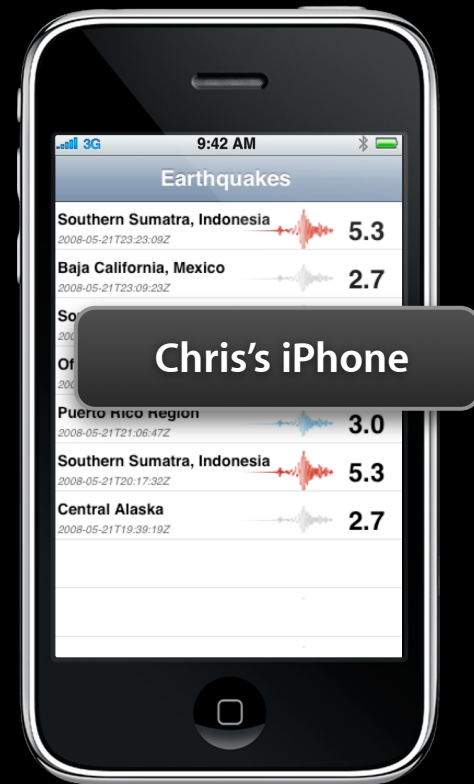 3G 9:42 AM
Earthquakes
Southern Sumatra, Indonesia
2008-05-21T23:23:09Z
5.3
Baja California, Mexico
2008-05-21T23:09:23Z
2.7
Chris’s iPhone
Puerto Rico Region
2008-05-21T21:06:47Z
3.0
Southern Sumatra, Indonesia
2008-05-21T20:17:32Z
5.3
Central Alaska
2008-05-21T19:39:19Z
2.7